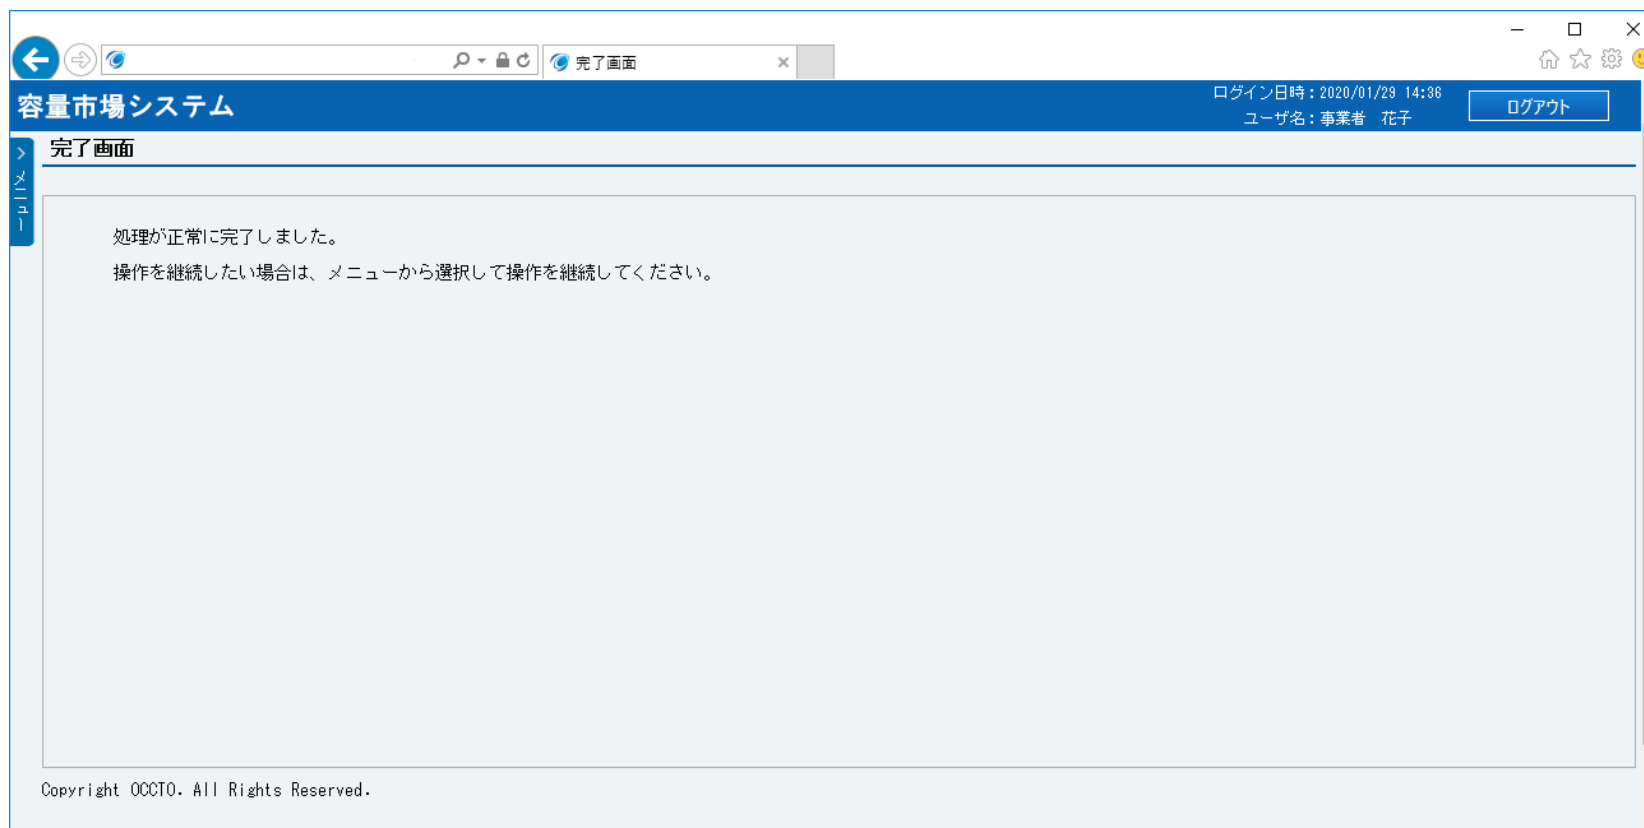 完了画面
容量市場システム
ログイン日時：2020/01/29 14:36
ユーザ名：事業者　花子
ログアウト
メニュー
完了画面
処理が正常に完了しました。
操作を継続したい場合は、メニューから選択して操作を継続してください。
Copyright OCCTO. All Rights Reserved.